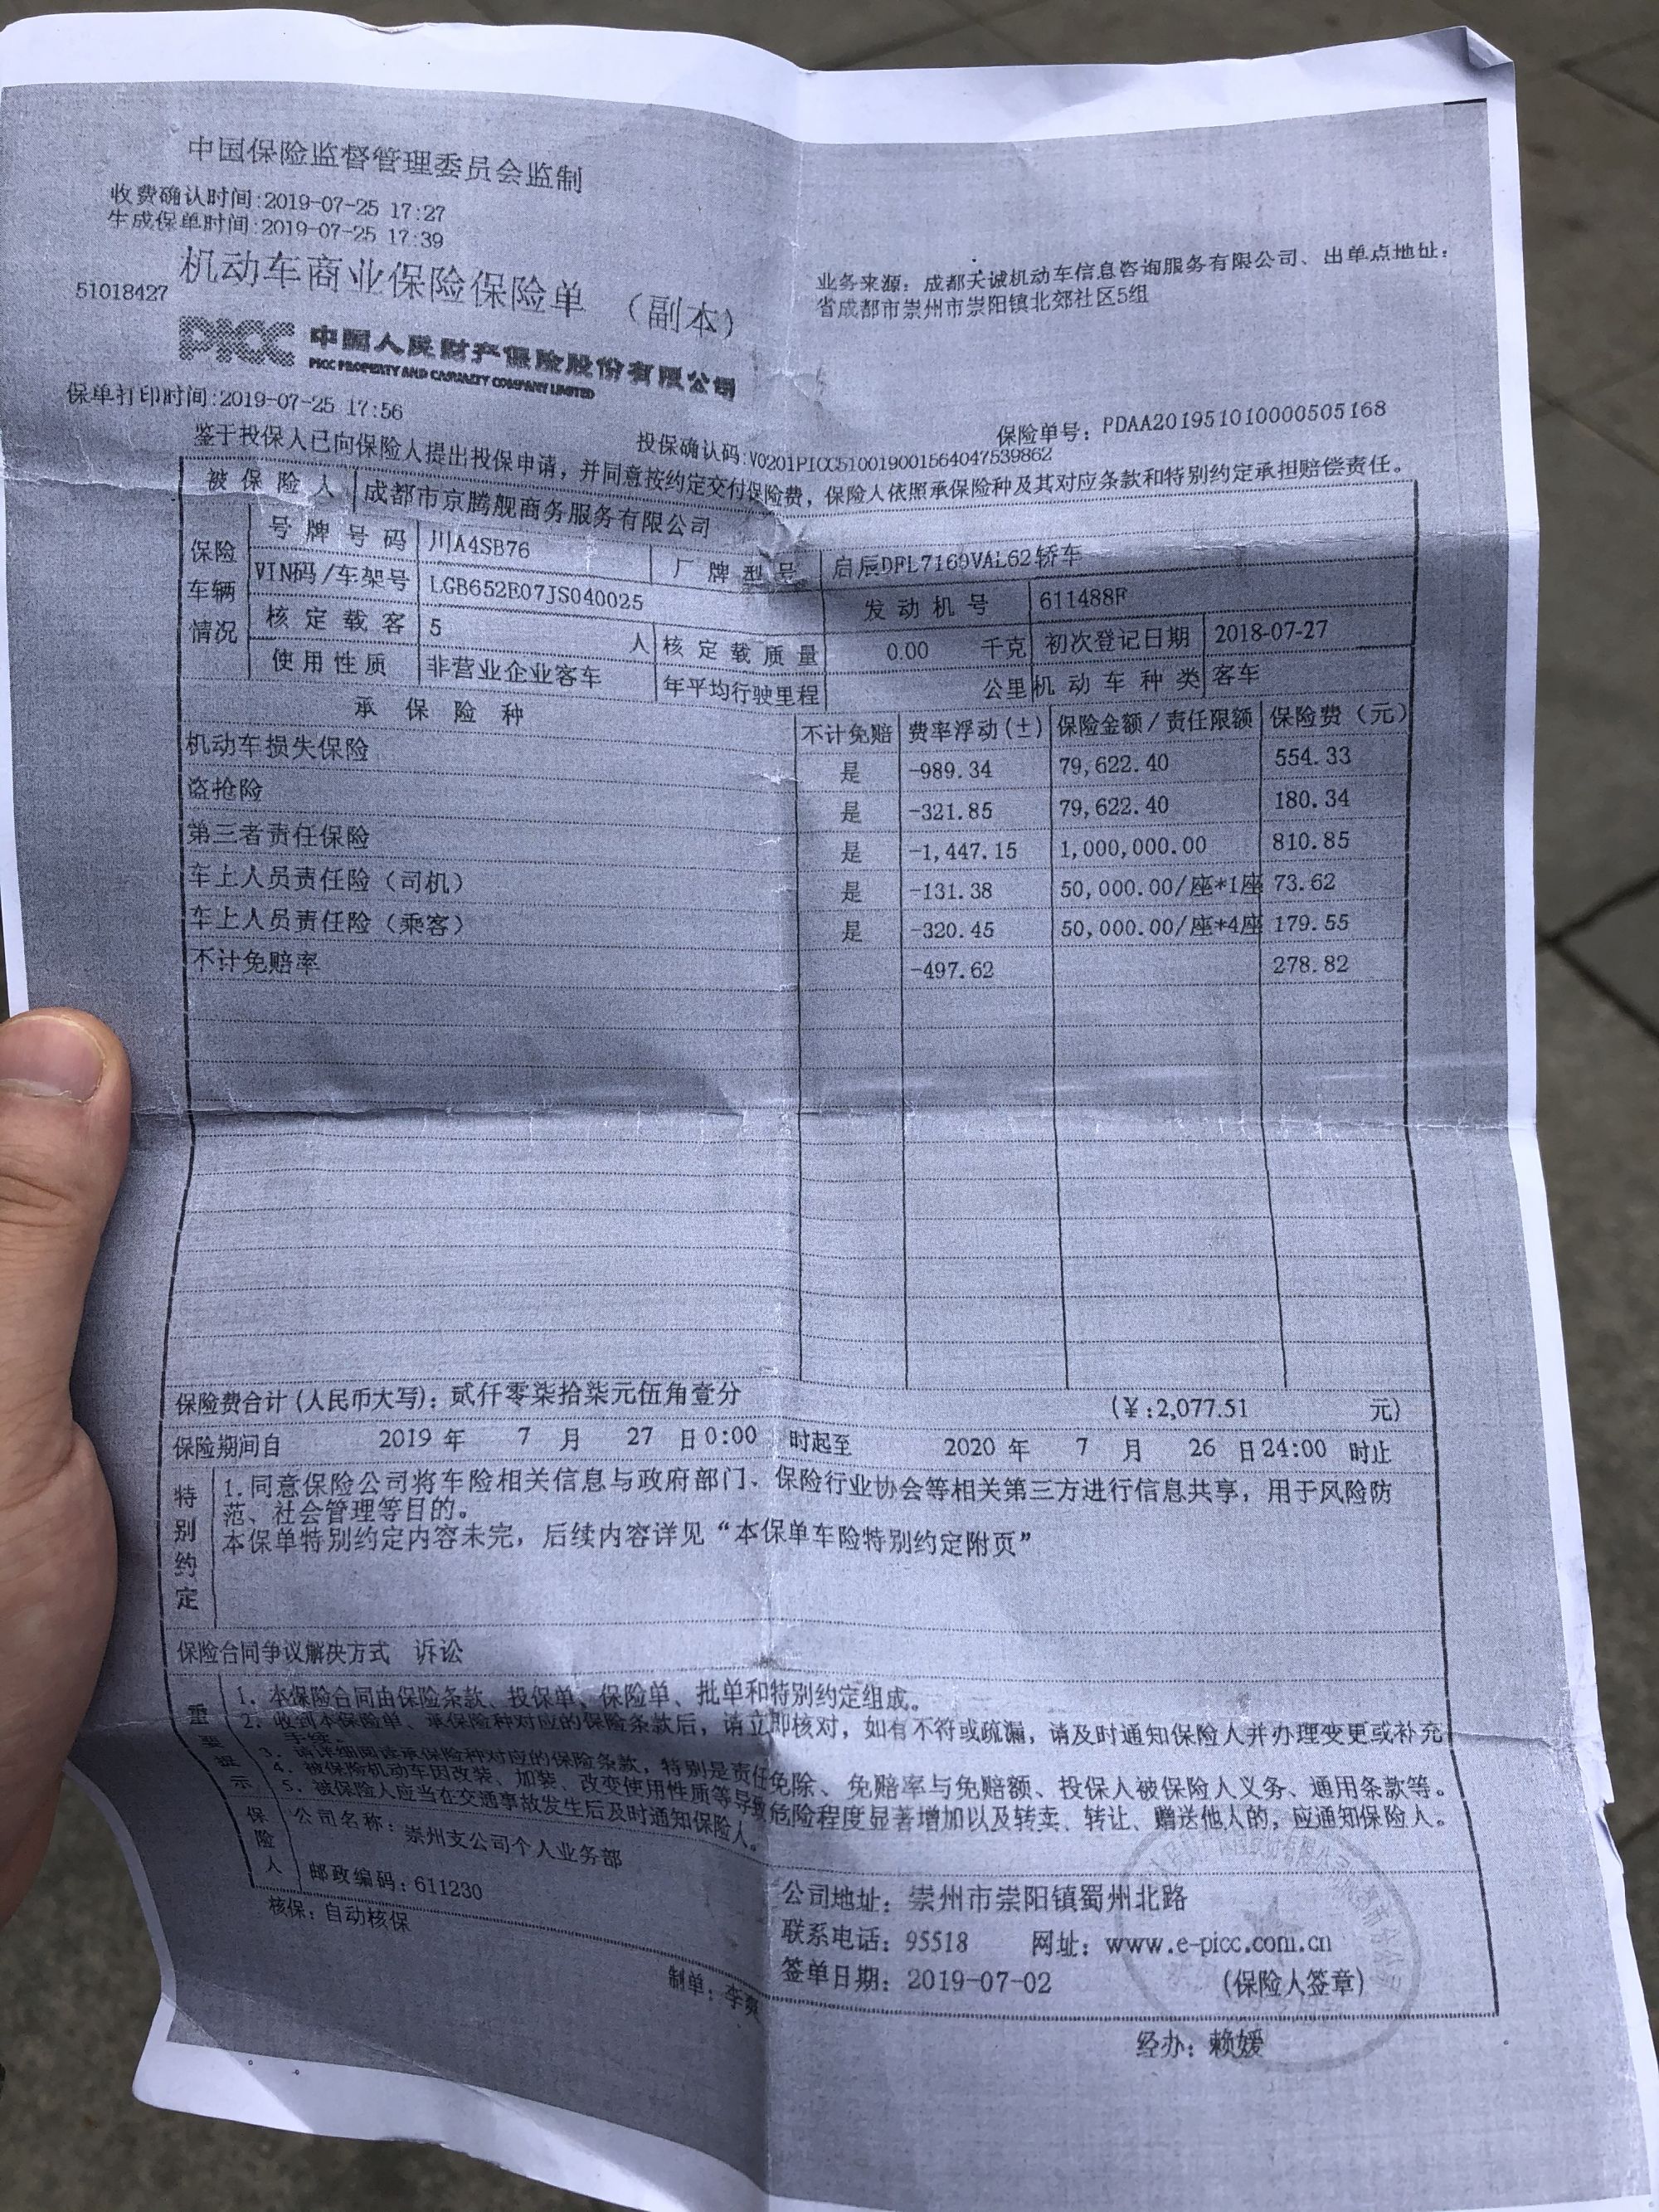 中国保险监督管理委员会监制
收费确认时间:2019-07-25 17:27
生成保单时间:2019-07-25 17:39
机动车商业保险保险单 （副本）
51018427
业务来源：成都天诚机动车信息咨询服务有限公司、出单点地址：
省成都市崇州市崇阳镇北郊社区5组
PICC 中国人民财产保险股份有限公司
PICC PROPERTY AND CASUALTY COMPANY LIMITED
保单打印时间:2019-07-25 17:56
保险单号：PDAA201951010000505168
投保确认码:V0201PICC510019001564047539862
鉴于投保人已向保险人提出投保申请，并同意按约定交付保险费，保险人依照承保险种及其对应条款和特别约定承担赔偿责任。
被保险人 成都市京腾舰商务服务有限公司
保险车辆情况
号牌号码 川A4SB76 厂牌型号 启辰DFL7169VAL62轿车
VIN码/车架号 LGB652E07JS040025 发动机号 611488F
核定载客 5 人 核定载质量 0.00 千克 初次登记日期 2018-07-27
使用性质 非营业企业客车 年平均行驶里程 公里 机动车种类 客车
承保险种 不计免赔 费率浮动(±) 保险金额/责任限额 保险费（元）
机动车损失保险 是 -989.34 79,622.40 554.33
盗抢险 是 -321.85 79,622.40 180.34
第三者责任保险 是 -1,447.15 1,000,000.00 810.85
车上人员责任险（司机） 是 -131.38 50,000.00/座*1座 73.62
车上人员责任险（乘客） 是 -320.45 50,000.00/座*4座 179.55
不计免赔率 -497.62 278.82
保险费合计(人民币大写)：贰仟零柒拾柒元伍角壹分 (￥:2,077.51 元)
保险期间自 2019 年 7 月 27 日 0:00 时起至 2020 年 7 月 26 日 24:00 时止
特别约定
1.同意保险公司将车险相关信息与政府部门、保险行业协会等相关第三方进行信息共享，用于风险防
范、社会管理等目的。
本保单特别约定内容未完，后续内容详见“本保单车险特别约定附页”
保险合同争议解决方式 诉讼
重要提示
1. 本保险合同由保险条款、投保单、保险单、批单和特别约定组成。
2. 收到本保险单、承保险种对应的保险条款后，请立即核对，如有不符或疏漏，请及时通知保险人并办理变更或补充
手续。
3. 请详细阅读承保险种对应的保险条款，特别是责任免除、免赔率与免赔额、投保人被保险人义务、通用条款等。
4. 被保险机动车因改装、加装、改变使用性质等导致危险程度显著增加以及转卖、转让、赠送他人的，应通知保险人。
5. 被保险人应当在交通事故发生后及时通知保险人。
保险人
公司名称：崇州支公司个人业务部
公司地址：崇州市崇阳镇蜀州北路
邮政编码：611230
联系电话：95518 网址：www.e-picc.com.cn
签单日期：2019-07-02 (保险人签章)
核保：自动核保
制单：李爽
经办：赖媛